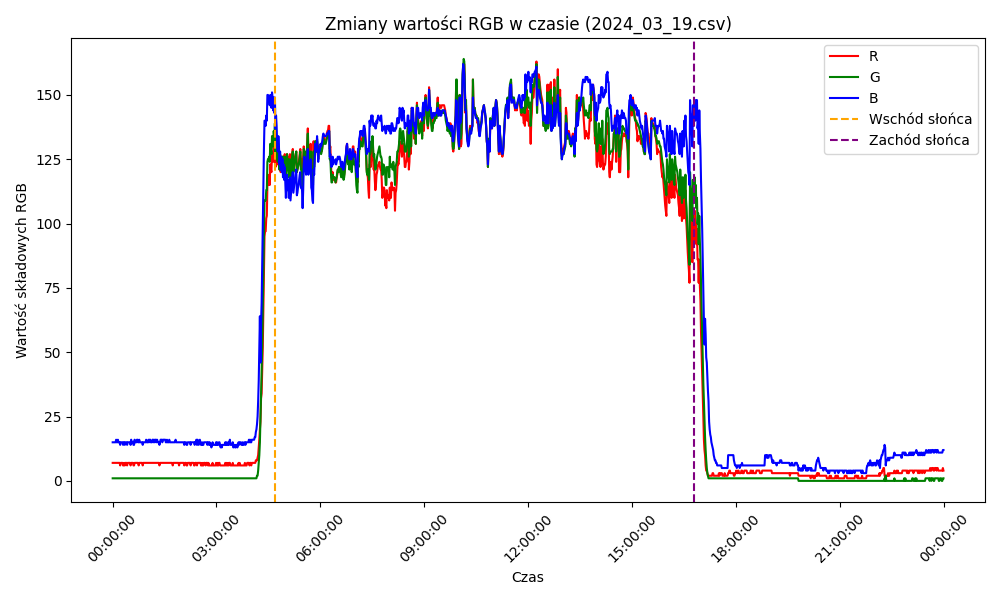 Zmiany wartości RGB w czasie (2024_03_19.csv)
Wartość składowych RGB
150
125
100
75
50
25
0
R
G
B
Wschód słońca
Zachód słońca
00:00:00
03:00:00
06:00:00
09:00:00
12:00:00
15:00:00
18:00:00
21:00:00
00:00:00
Czas